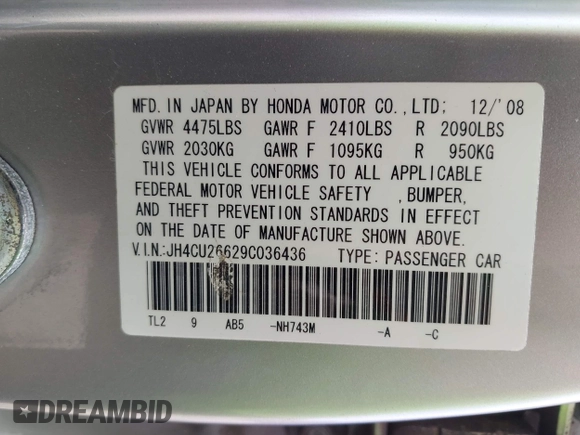 MFD. IN JAPAN BY HONDA MOTOR CO.,LTD; 12/'08
GVWR 4475LBS GAWR F 2410LBS R 2090LBS
GVWR 2030KG GAWR F 1095KG R 950KG
THIS VEHICLE CONFORMS TO ALL APPLICABLE
FEDERAL MOTOR VEHICLE SAFETY ,BUMPER,
AND THEFT PREVENTION STANDARDS IN EFFECT
ON THE DATE OF MANUFACTURE SHOWN ABOVE.
V.I.N.:JH4CU26629C036436 TYPE: PASSENGER CAR
TL2 9 AB5 -NH743M -A -C
DREAMBID